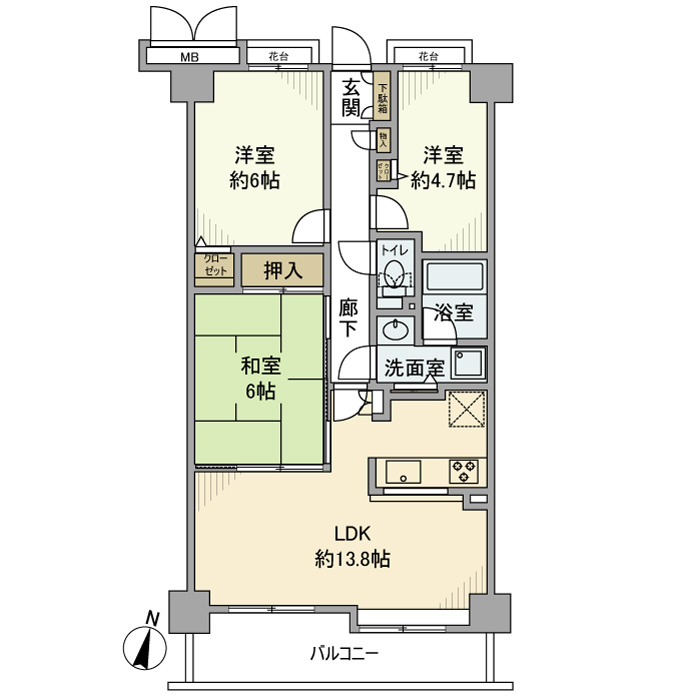 MB
花台
花台
玄関
下駄箱
物入
クローゼット
洋室
約6帖
洋室
約4.7帖
トイレ
クローゼット
押入
廊下
浴室
和室
6帖
洗面室
LDK
約13.8帖
N
バルコニー